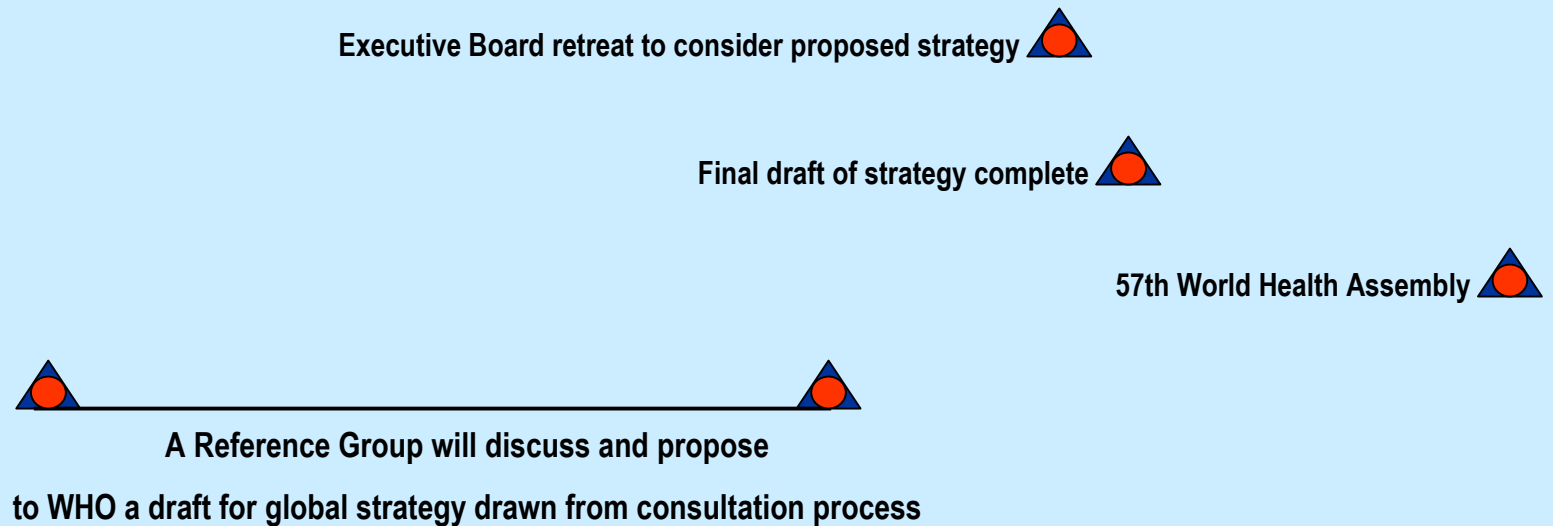 Executive Board retreat to consider proposed strategy
Final draft of strategy complete
57th World Health Assembly
A Reference Group will discuss and propose
to WHO a draft for global strategy drawn from consultation process